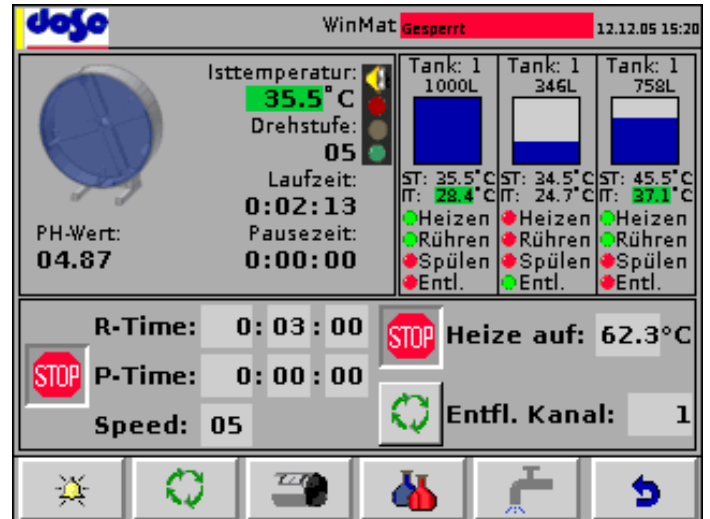 doso WinMat Gesperrt 12.12.05 15:20
Isttemperatur:
35.5°C
Drehstufe:
05
Laufzeit:
0:02:13
PH-Wert:
04.87
Pausezeit:
0:00:00
Tank: 1
1000L
ST: 35.5°C
IT: 28.4°C
Heizen
Rühren
Spülen
Entl.
Tank: 1
346L
ST: 34.5°C
IT: 24.7°C
Heizen
Rühren
Spülen
Entl.
Tank: 1
758L
ST: 45.5°C
IT: 37.1°C
Heizen
Rühren
Spülen
Entl.
R-Time: 0: 03 : 00
STOP
P-Time: 0: 00 : 00
Speed: 05
STOP
Heize auf: 62.3°C
Entfl. Kanal: 1